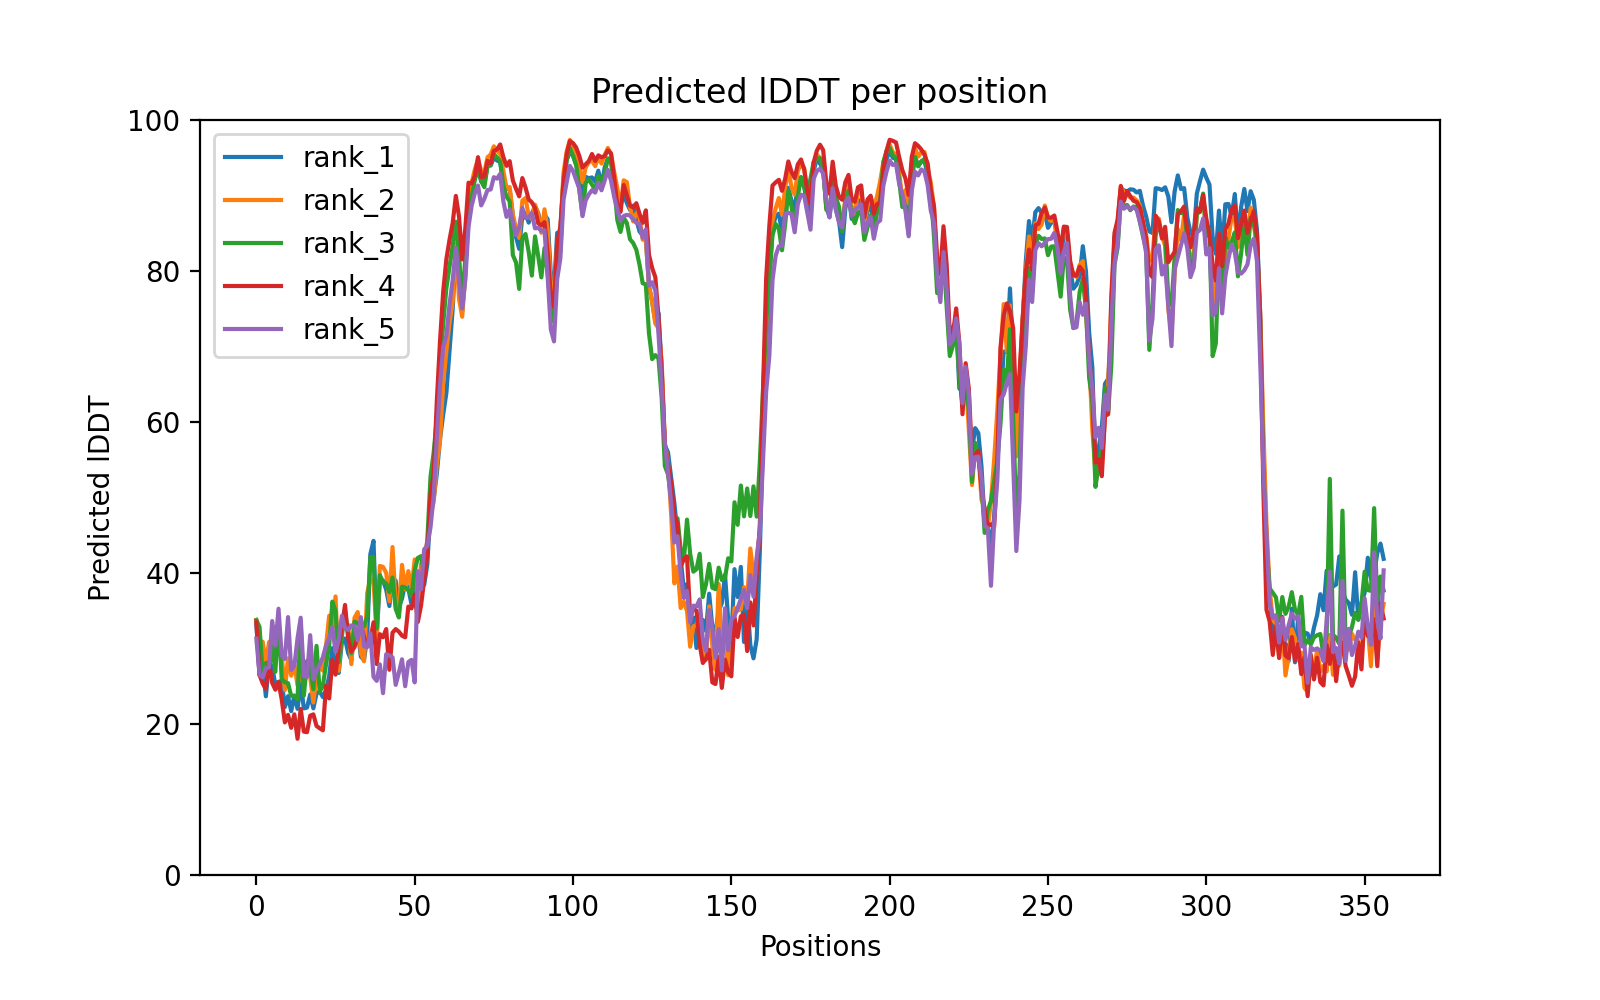 Predicted lDDT per position
100
80
60
40
20
0
Predicted lDDT
rank_1
rank_2
rank_3
rank_4
rank_5
0 50 100 150 200 250 300 350
Positions